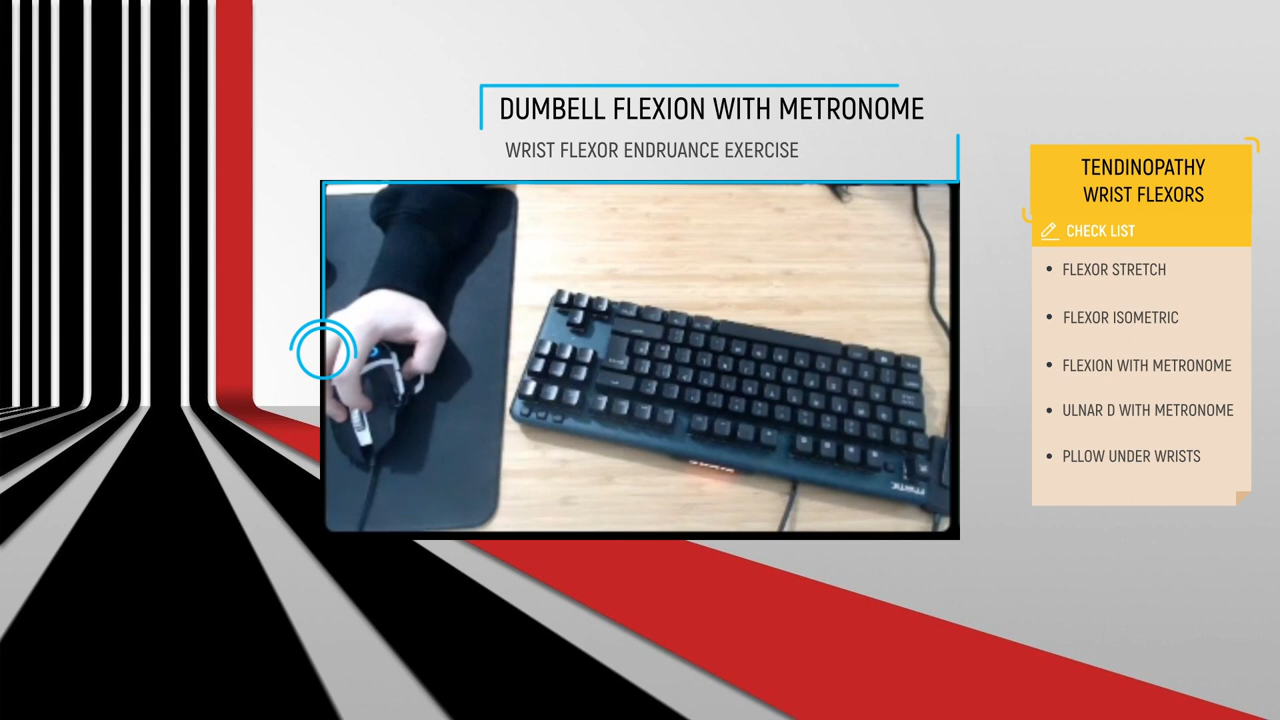 DUMBELL FLEXION WITH METRONOME
WRIST FLEXOR ENDRUANCE EXERCISE
TENDINOPATHY
WRIST FLEXORS
CHECK LIST
FLEXOR STRETCH
FLEXOR ISOMETRIC
FLEXION WITH METRONOME
ULNAR D WITH METRONOME
PLLOW UNDER WRISTS